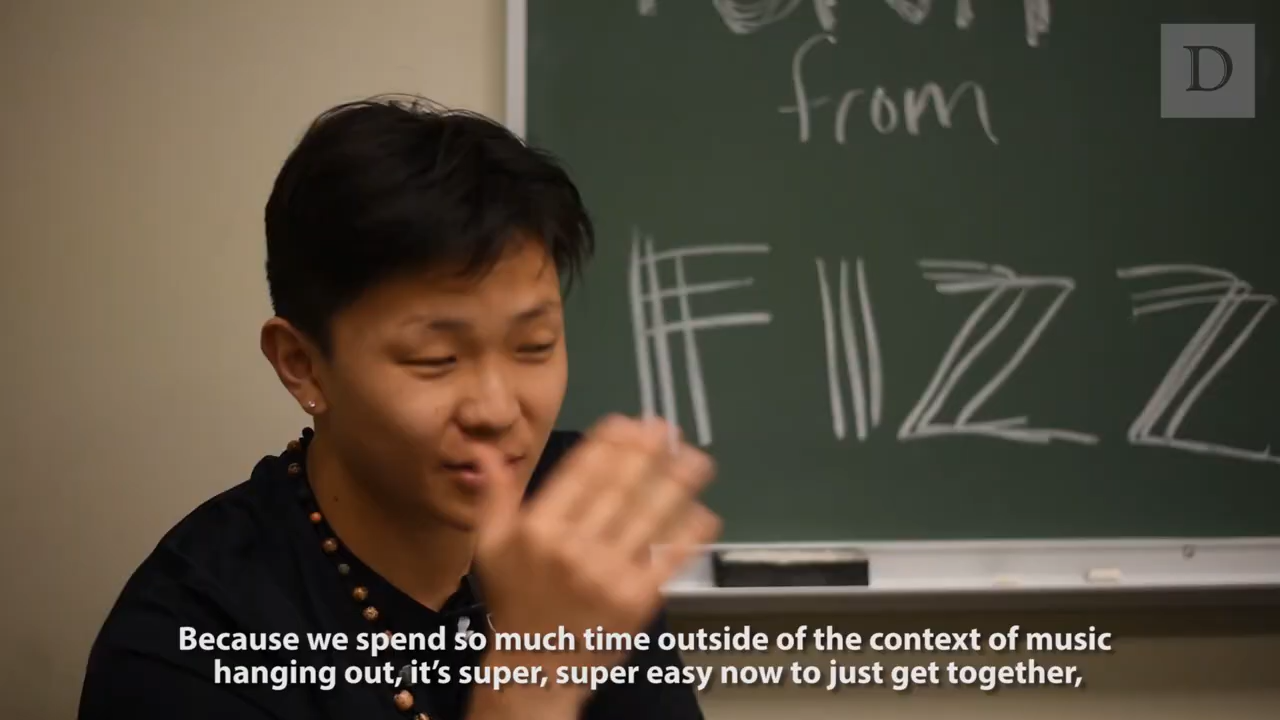 D
from
FIZZ
Because we spend so much time outside of the context of music
hanging out, it's super, super easy now to just get together,